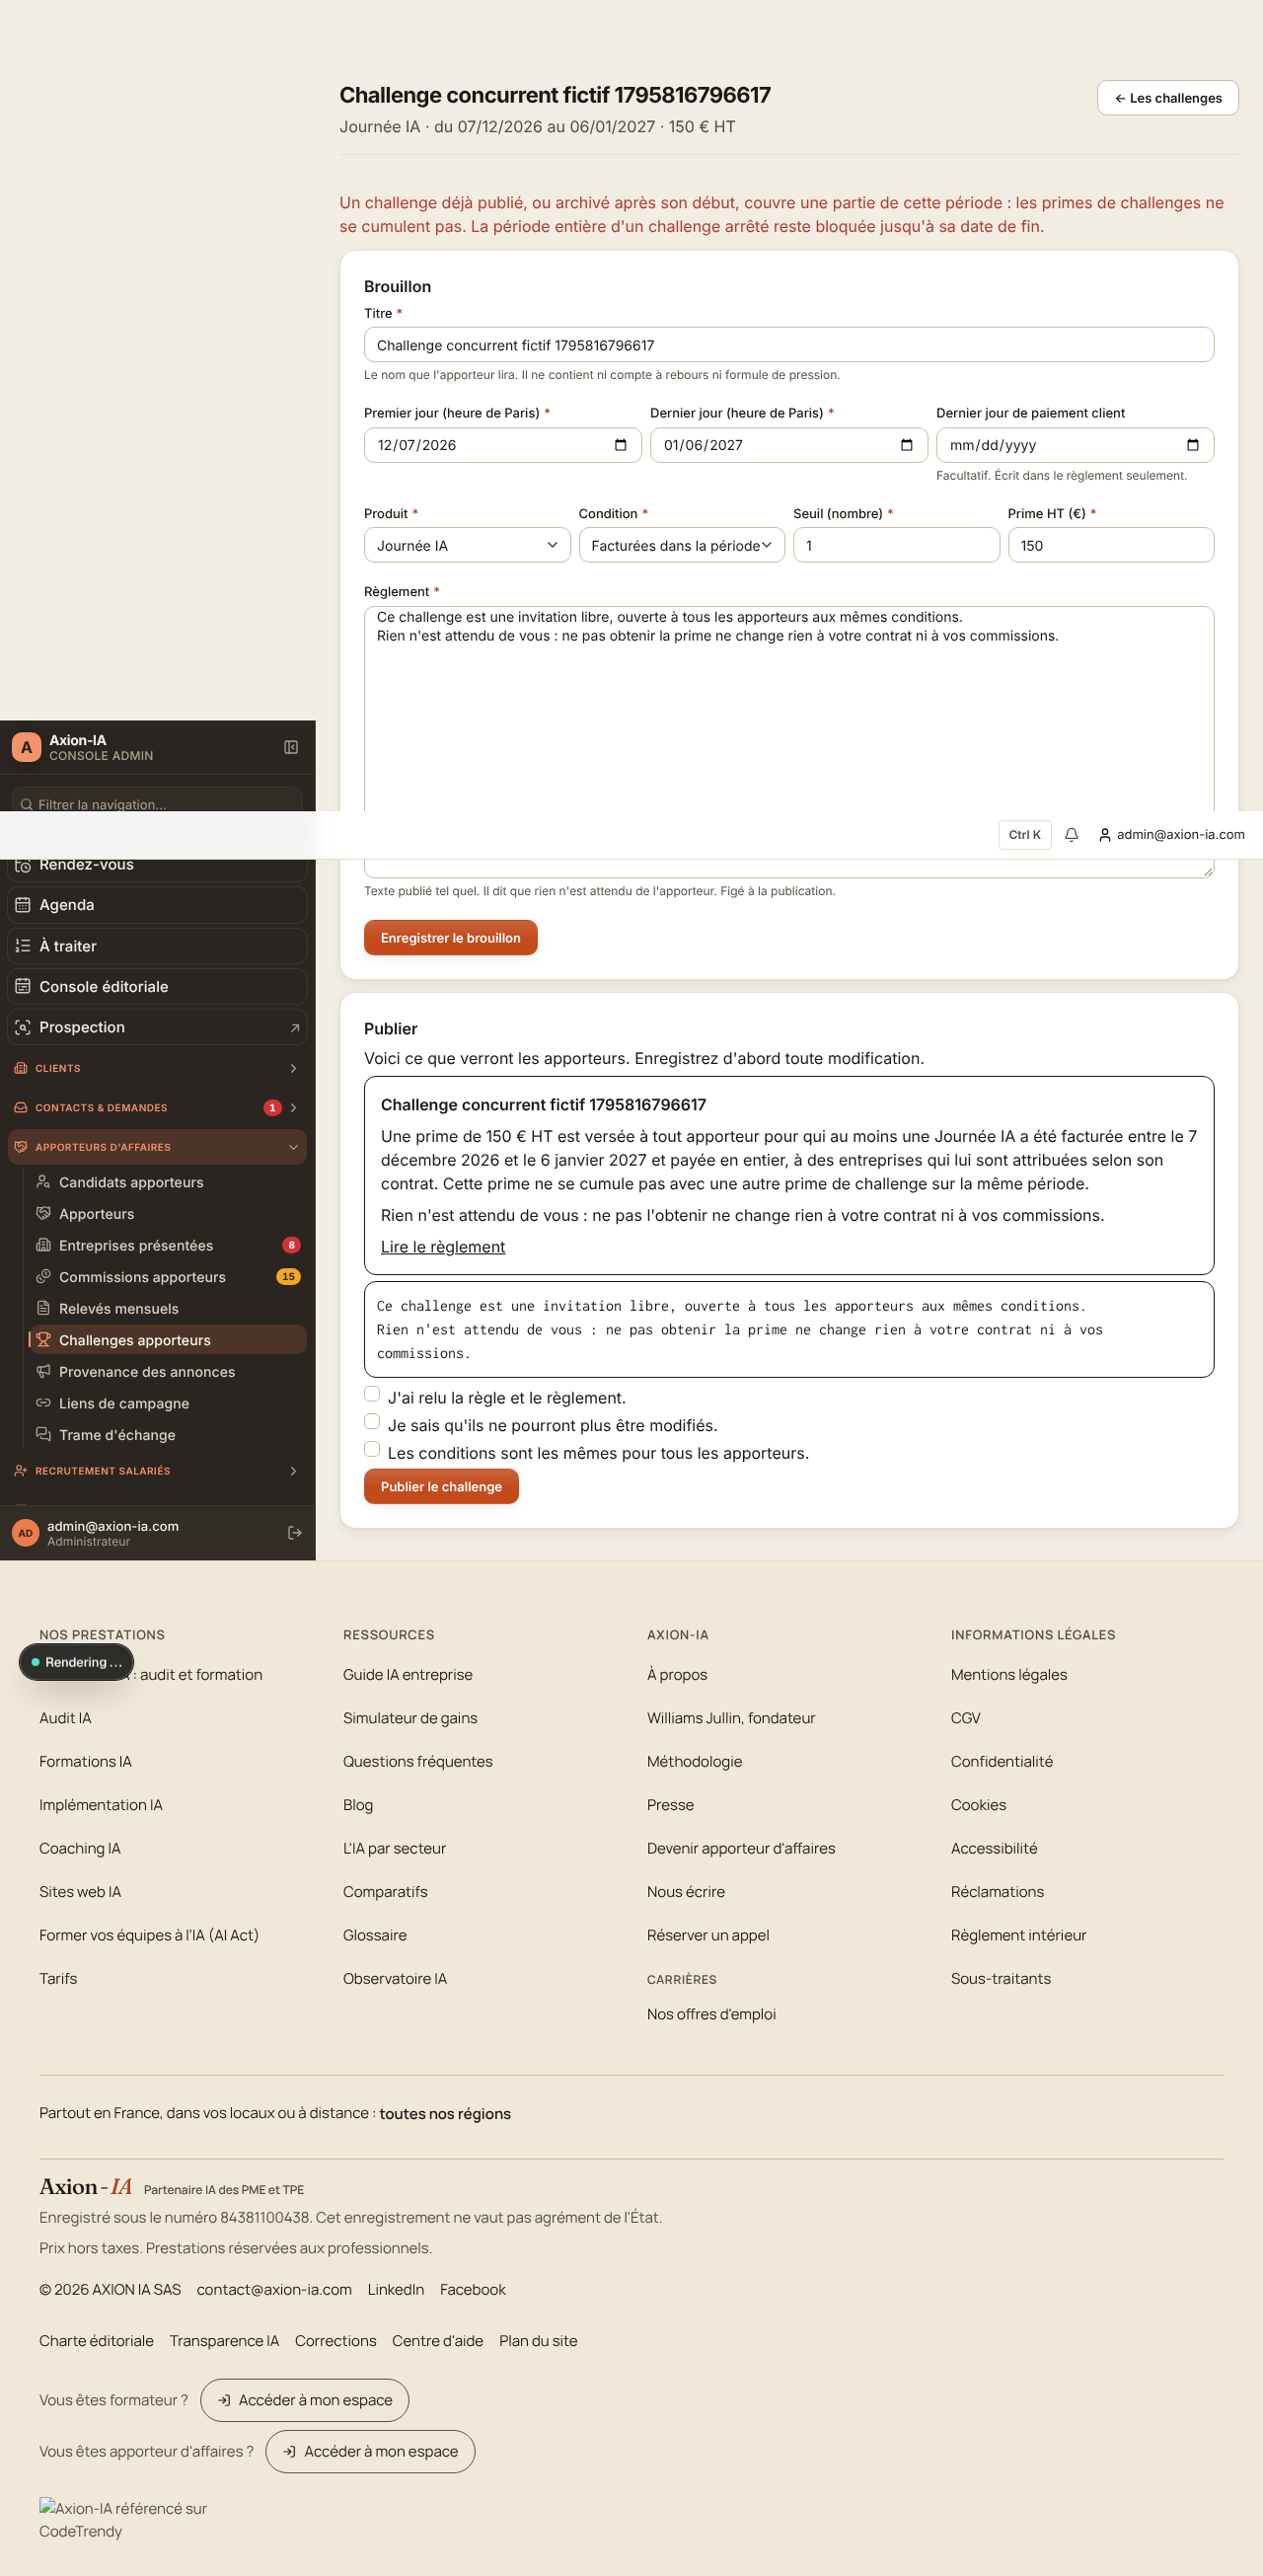 Challenge concurrent fictif 1795816796617
← Les challenges
Journée IA · du 07/12/2026 au 06/01/2027 · 150 € HT
Un challenge déjà publié, ou archivé après son début, couvre une partie de cette période : les primes de challenges ne
se cumulent pas. La période entière d'un challenge arrêté reste bloquée jusqu'à sa date de fin.
Brouillon
Titre *
Challenge concurrent fictif 1795816796617
Le nom que l'apporteur lira. Il ne contient ni compte à rebours ni formule de pression.
Premier jour (heure de Paris) *
Dernier jour (heure de Paris) *
Dernier jour de paiement client
12/07/2026
01/06/2027
mm/dd/yyyy
Facultatif. Écrit dans le règlement seulement.
Produit *
Condition *
Seuil (nombre) *
Prime HT (€) *
Journée IA
Facturées dans la période
1
150
Règlement *
Ce challenge est une invitation libre, ouverte à tous les apporteurs aux mêmes conditions.
Rien n'est attendu de vous : ne pas obtenir la prime ne change rien à votre contrat ni à vos commissions.
Texte publié tel quel. Il dit que rien n'est attendu de l'apporteur. Figé à la publication.
Enregistrer le brouillon
A
Axion-IA
CONSOLE ADMIN
Filtrer la navigation...
Ctrl K
admin@axion-ia.com
Rendez-vous
Agenda
À traiter
Console éditoriale
Prospection
CLIENTS
CONTACTS & DEMANDES
1
APPORTEURS D'AFFAIRES
Candidats apporteurs
Apporteurs
Entreprises présentées
8
Commissions apporteurs
15
Relevés mensuels
Challenges apporteurs
Provenance des annonces
Liens de campagne
Trame d'échange
RECRUTEMENT SALARIÉS
AD
admin@axion-ia.com
Administrateur
Publier
Voici ce que verront les apporteurs. Enregistrez d'abord toute modification.
Challenge concurrent fictif 1795816796617
Une prime de 150 € HT est versée à tout apporteur pour qui au moins une Journée IA a été facturée entre le 7
décembre 2026 et le 6 janvier 2027 et payée en entier, à des entreprises qui lui sont attribuées selon son
contrat. Cette prime ne se cumule pas avec une autre prime de challenge sur la même période.
Rien n'est attendu de vous : ne pas l'obtenir ne change rien à votre contrat ni à vos commissions.
Lire le règlement
Ce challenge est une invitation libre, ouverte à tous les apporteurs aux mêmes conditions.
Rien n'est attendu de vous : ne pas obtenir la prime ne change rien à votre contrat ni à vos
commissions.
J'ai relu la règle et le règlement.
Je sais qu'ils ne pourront plus être modifiés.
Les conditions sont les mêmes pour tous les apporteurs.
Publier le challenge
NOS PRESTATIONS
Rendering ...
: audit et formation
Audit IA
Formations IA
Implémentation IA
Coaching IA
Sites web IA
Former vos équipes à l'IA (AI Act)
Tarifs
RESSOURCES
Guide IA entreprise
Simulateur de gains
Questions fréquentes
Blog
L'IA par secteur
Comparatifs
Glossaire
Observatoire IA
AXION-IA
À propos
Williams Jullin, fondateur
Méthodologie
Presse
Devenir apporteur d'affaires
Nous écrire
Réserver un appel
CARRIÈRES
Nos offres d'emploi
INFORMATIONS LÉGALES
Mentions légales
CGV
Confidentialité
Cookies
Accessibilité
Réclamations
Règlement intérieur
Sous-traitants
Partout en France, dans vos locaux ou à distance : toutes nos régions
Axion-IA Partenaire IA des PME et TPE
Enregistré sous le numéro 84381100438. Cet enregistrement ne vaut pas agrément de l'État.
Prix hors taxes. Prestations réservées aux professionnels.
© 2026 AXION IA SAS contact@axion-ia.com LinkedIn Facebook
Charte éditoriale Transparence IA Corrections Centre d'aide Plan du site
Vous êtes formateur ? Accéder à mon espace
Vous êtes apporteur d'affaires ? Accéder à mon espace
Axion-IA référencé sur
CodeTrendy